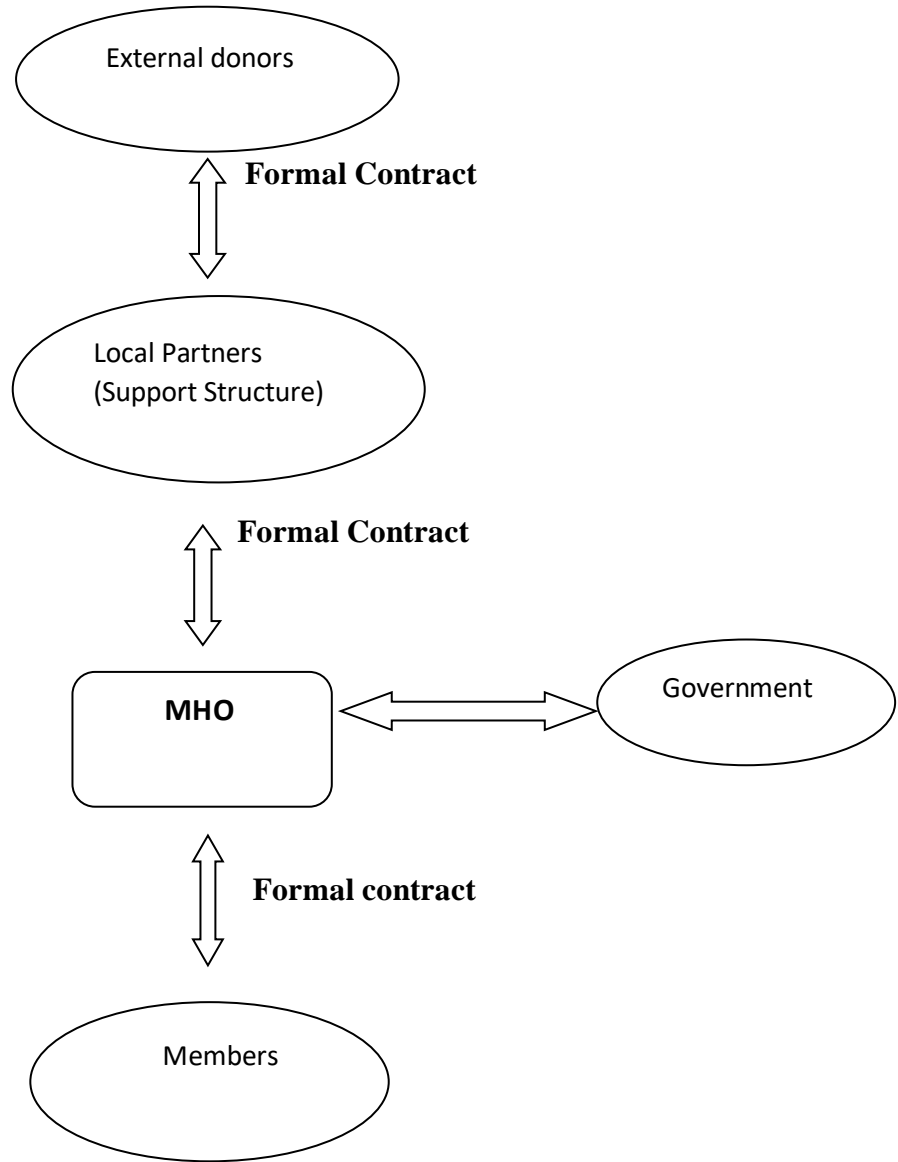 External donors
Formal Contract
Local Partners
(Support Structure)
Formal Contract
MHO
Government
Formal contract
Members